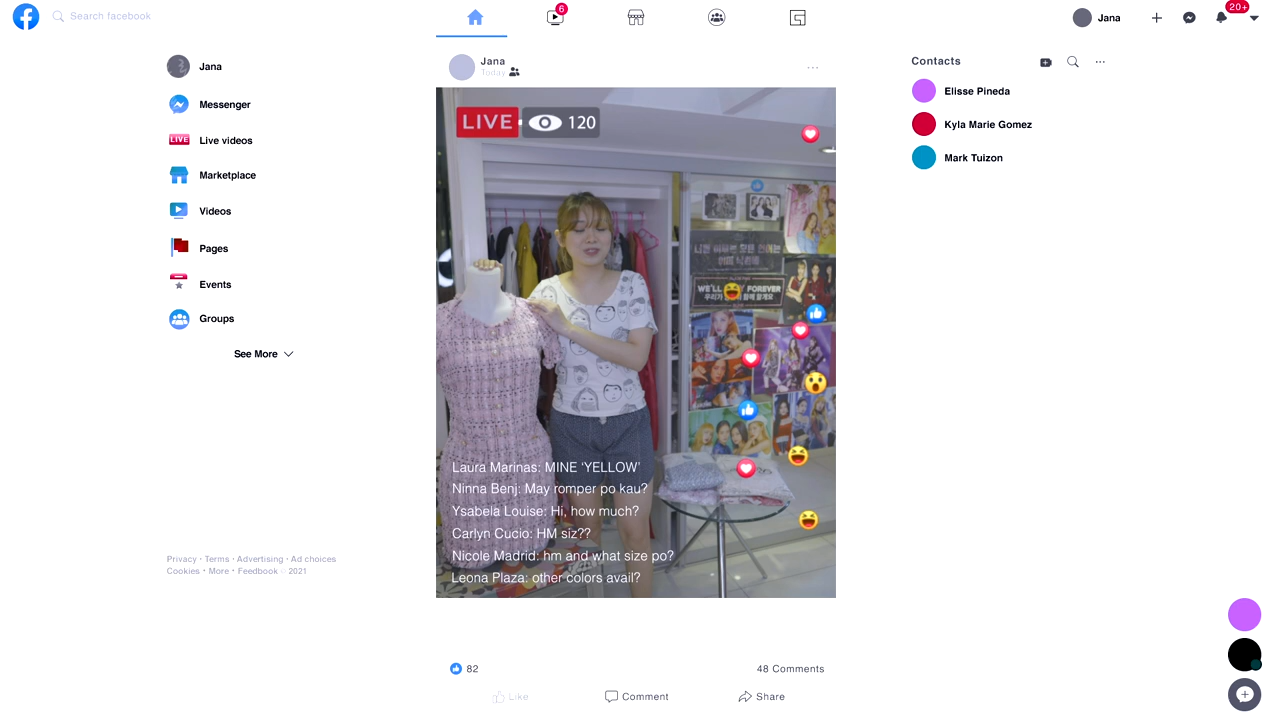 Search facebook
6
Jana
20+
Jana
Messenger
LIVE
Live videos
Marketplace
Videos
Pages
Events
Groups
See More
Privacy · Terms · Advertising · Ad choices
Cookies · More · Feedbook · 2021
Jana
Today
LIVE
120
WE'LL
FOREVER
Laura Marinas: MINE ‘YELLOW’
Ninna Benj: May romper po kau?
Ysabela Louise: Hi, how much?
Carlyn Cucio: HM siz??
Nicole Madrid: hm and what size po?
Leona Plaza: other colors avail?
82
48 Comments
Like
Comment
Share
Contacts
Elisse Pineda
Kyla Marie Gomez
Mark Tuizon